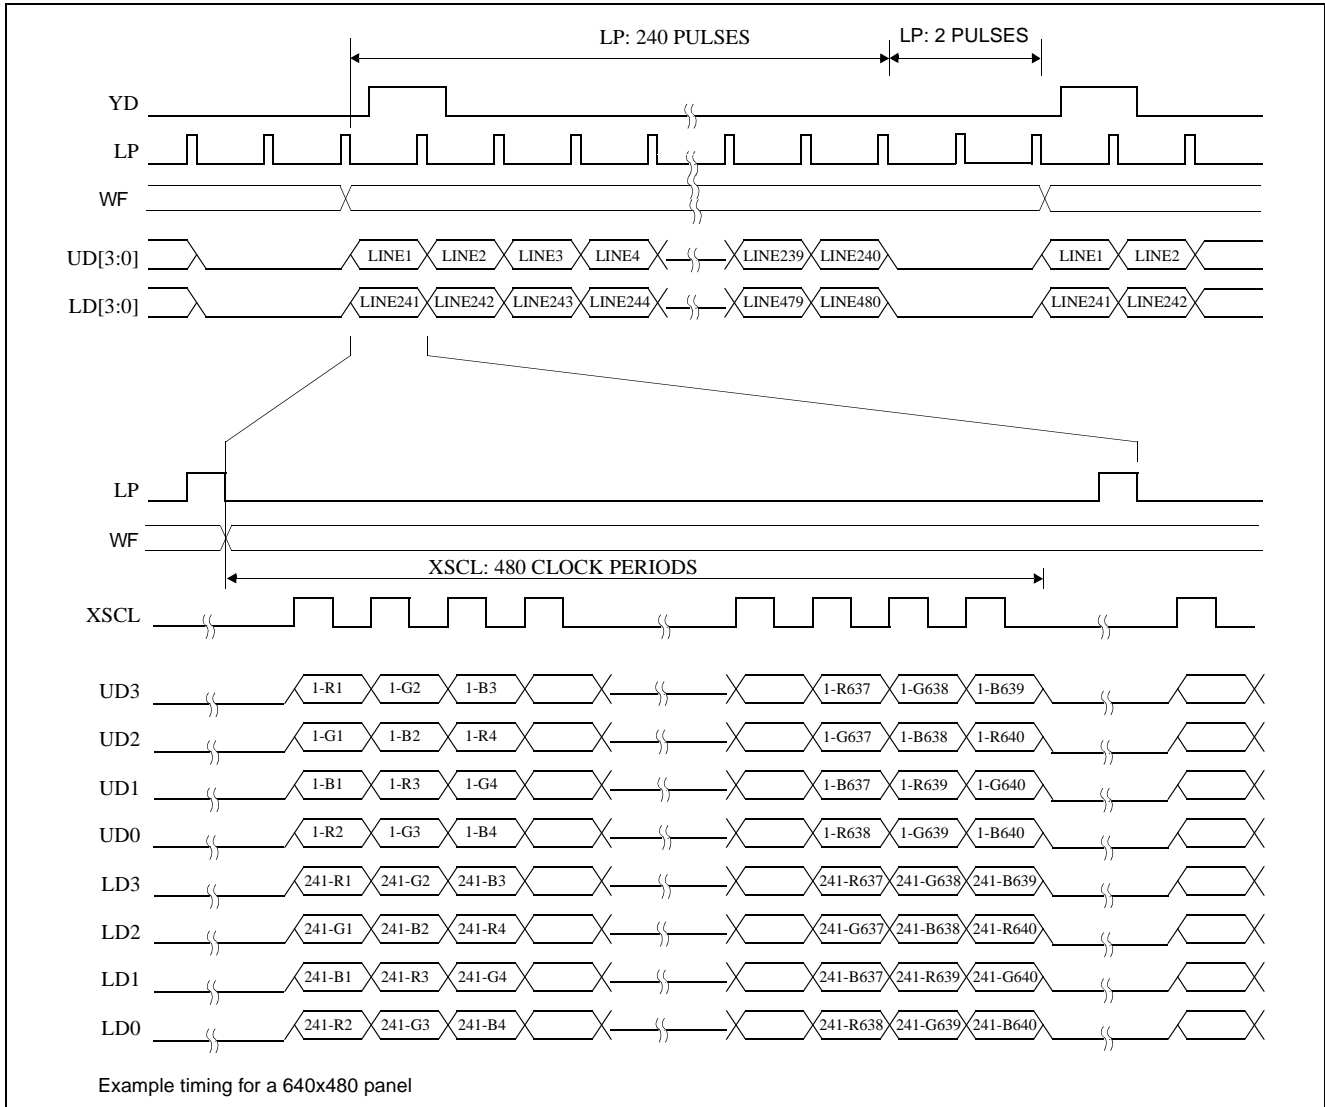 LP: 240 PULSES LP: 2 PULSES
YD
LP
WF
UD[3:0] LINE1 LINE2 LINE3 LINE4 LINE239 LINE240 LINE1 LINE2
LD[3:0] LINE241 LINE242 LINE243 LINE244 LINE479 LINE480 LINE241 LINE242
LP
WF
XSCL: 480 CLOCK PERIODS
XSCL
UD3 1-R1 1-G2 1-B3 1-R637 1-G638 1-B639
UD2 1-G1 1-B2 1-R4 1-G637 1-B638 1-R640
UD1 1-B1 1-R3 1-G4 1-B637 1-R639 1-G640
UD0 1-R2 1-G3 1-B4 1-R638 1-G639 1-B640
LD3 241-R1 241-G2 241-B3 241-R637 241-G638 241-B639
LD2 241-G1 241-B2 241-R4 241-G637 241-B638 241-R640
LD1 241-B1 241-R3 241-G4 241-B637 241-R639 241-G640
LD0 241-R2 241-G3 241-B4 241-R638 241-G639 241-B640
Example timing for a 640x480 panel